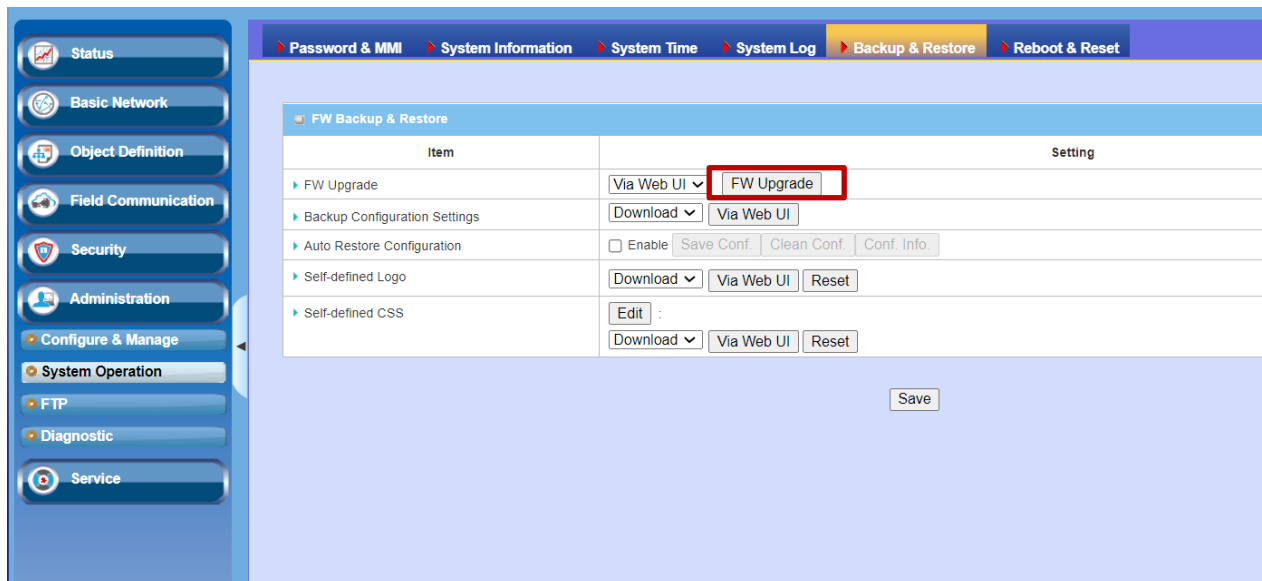 Status
Basic Network
Object Definition
Field Communication
Security
Administration
Configure & Manage
System Operation
FTP
Diagnostic
Service
Password & MMI System Information System Time System Log Backup & Restore Reboot & Reset
FW Backup & Restore
Item Setting
FW Upgrade Via Web UI FW Upgrade
Backup Configuration Settings Download Via Web UI
Auto Restore Configuration Enable Save Conf. Clean Conf. Conf. Info.
Self-defined Logo Download Via Web UI Reset
Self-defined CSS Edit :
Download Via Web UI Reset
Save